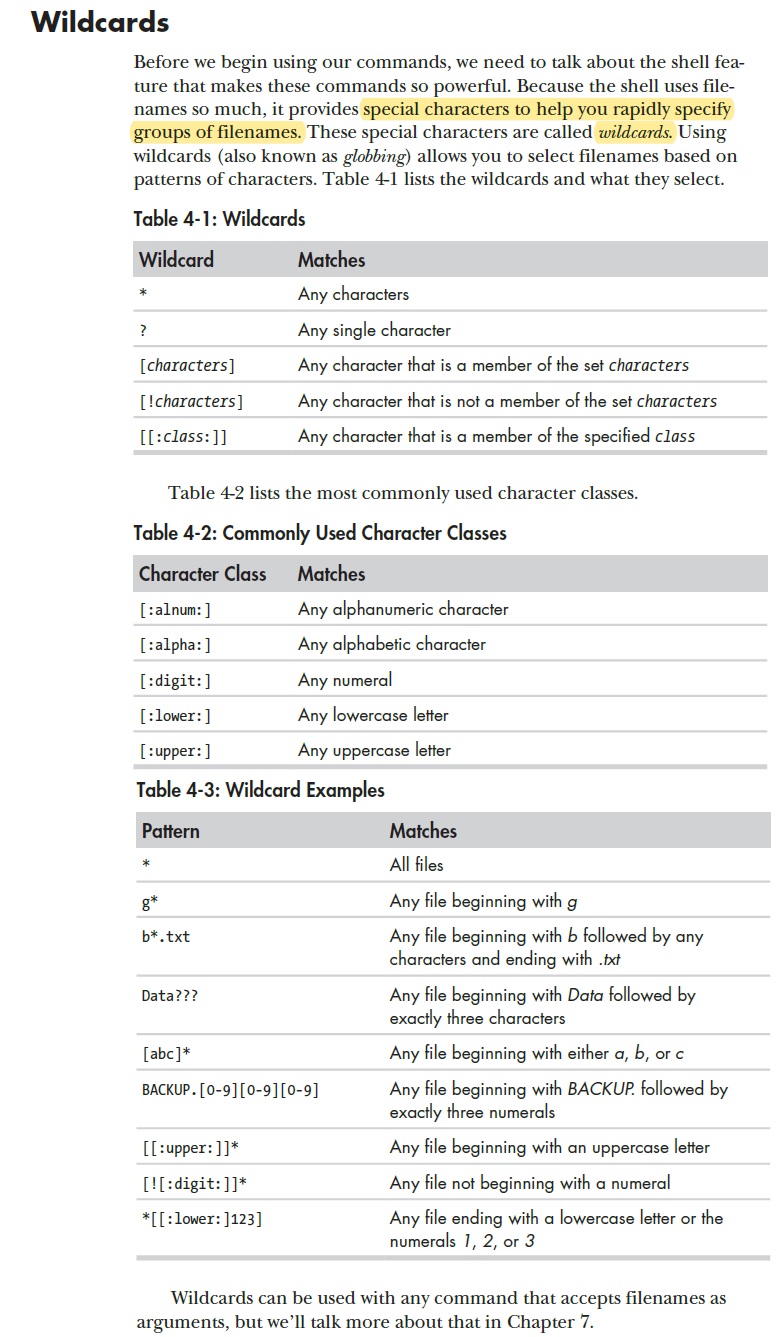 Wildcards
Before we begin using our commands, we need to talk about the shell fea-
ture that makes these commands so powerful. Because the shell uses file-
names so much, it provides special characters to help you rapidly specify
groups of filenames. These special characters are called wildcards. Using
wildcards (also known as globbing) allows you to select filenames based on
patterns of characters. Table 4-1 lists the wildcards and what they select.
Table 4-1: Wildcards
Wildcard Matches
* Any characters
? Any single character
[characters] Any character that is a member of the set characters
[!characters] Any character that is not a member of the set characters
[[:class:]] Any character that is a member of the specified class
Table 4-2 lists the most commonly used character classes.
Table 4-2: Commonly Used Character Classes
Character Class Matches
[:alnum:] Any alphanumeric character
[:alpha:] Any alphabetic character
[:digit:] Any numeral
[:lower:] Any lowercase letter
[:upper:] Any uppercase letter
Table 4-3: Wildcard Examples
Pattern Matches
* All files
g* Any file beginning with g
b*.txt Any file beginning with b followed by any
characters and ending with .txt
Data??? Any file beginning with Data followed by
exactly three characters
[abc]* Any file beginning with either a, b, or c
BACKUP.[0-9][0-9][0-9] Any file beginning with BACKUP. followed by
exactly three numerals
[[:upper:]]* Any file beginning with an uppercase letter
[![:digit:]]* Any file not beginning with a numeral
*[[:lower:]123] Any file ending with a lowercase letter or the
numerals 1, 2, or 3
Wildcards can be used with any command that accepts filenames as
arguments, but we'll talk more about that in Chapter 7.